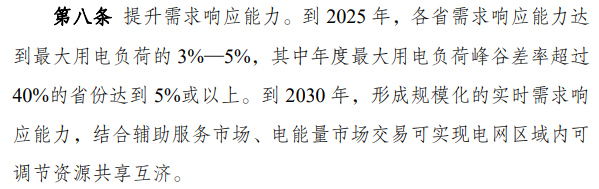 第八条 提升需求响应能力。到 2025 年，各省需求响应能力达
到最大用电负荷的 3%—5%，其中年度最大用电负荷峰谷差率超过
40%的省份达到 5%或以上。到 2030 年，形成规模化的实时需求响
应能力，结合辅助服务市场、电能量市场交易可实现电网区域内可
调节资源共享互济。